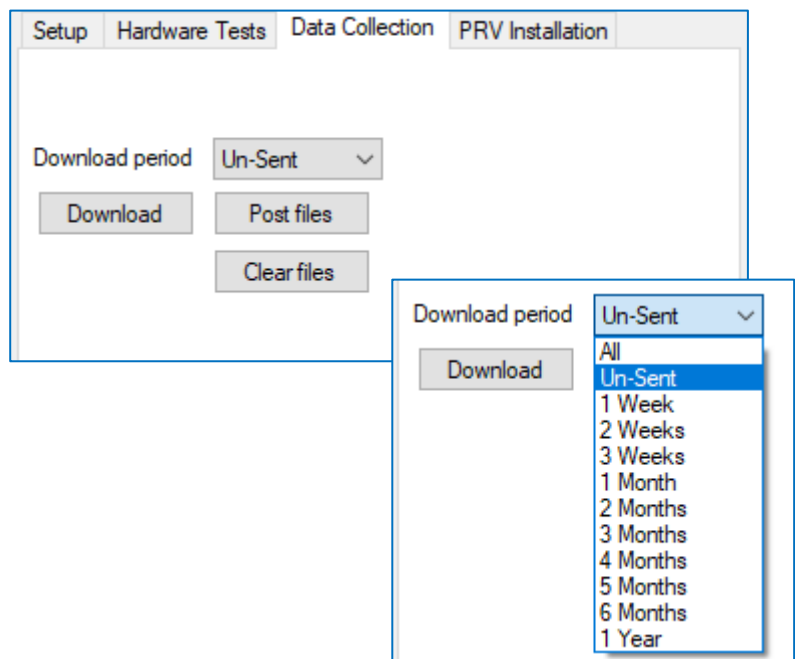 Setup Hardware Tests Data Collection PRV Installation
Download period Un-Sent
Download Post files
Clear files
Download period Un-Sent
Download
All
Un-Sent
1 Week
2 Weeks
3 Weeks
1 Month
2 Months
3 Months
4 Months
5 Months
6 Months
1 Year